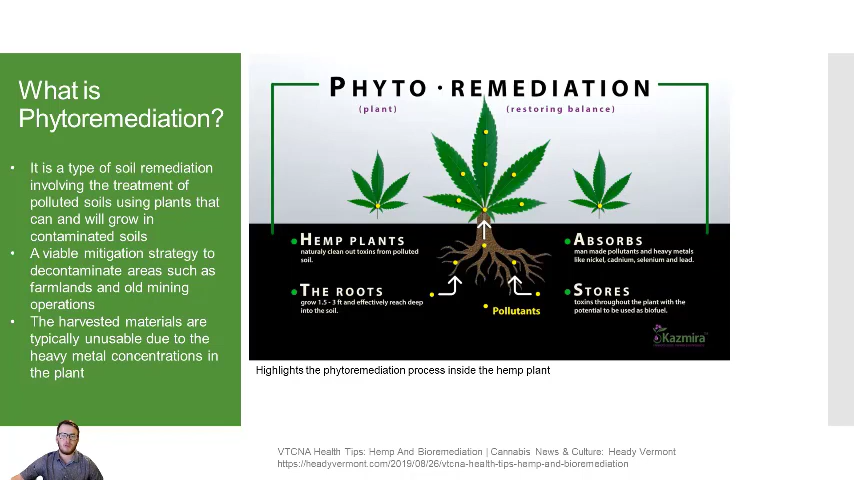 What is
Phytoremediation?
• It is a type of soil remediation
involving the treatment of
polluted soils using plants that
can and will grow in
contaminated soils
• A viable mitigation strategy to
decontaminate areas such as
farmlands and old mining
operations
• The harvested materials are
typically unusable due to the
heavy metal concentrations in
the plant
PHYTO · REMEDIATION
(plant) (restoring balance)
HEMP PLANTS
naturaly clean out toxins from polluted
soil.
THE ROOTS
grow 1.5 - 3 ft and effectively reach deep
into the soil.
Pollutants
ABSORBS
man made pollutants and heavy metals
like nickel, cadnium, selenium and lead.
STORES
toxins throughout the plant with the
potential to be used as biofuel.
Kazmira
Highlights the phytoremediation process inside the hemp plant
VTCNA Health Tips: Hemp And Bioremediation | Cannabis News & Culture: Heady Vermont
https://headyvermont.com/2019/08/26/vtcna-health-tips-hemp-and-bioremediation